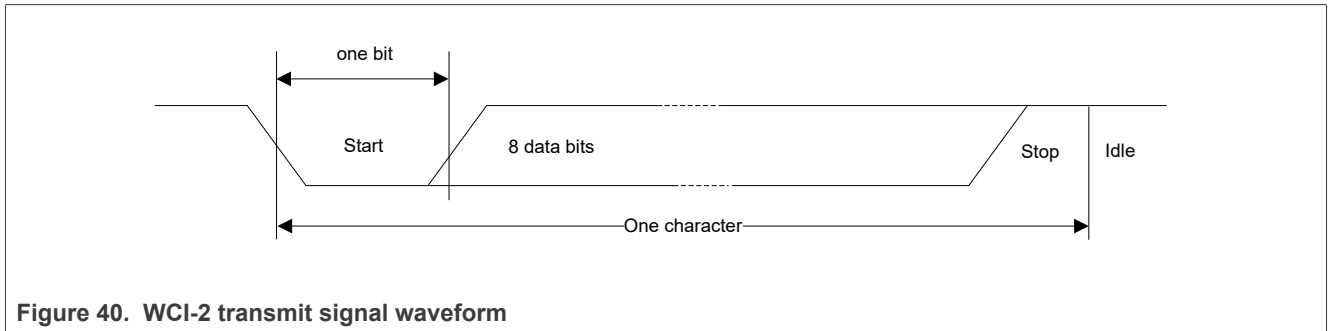 one bit
Start
8 data bits
Stop
Idle
One character
Figure 40. WCI-2 transmit signal waveform